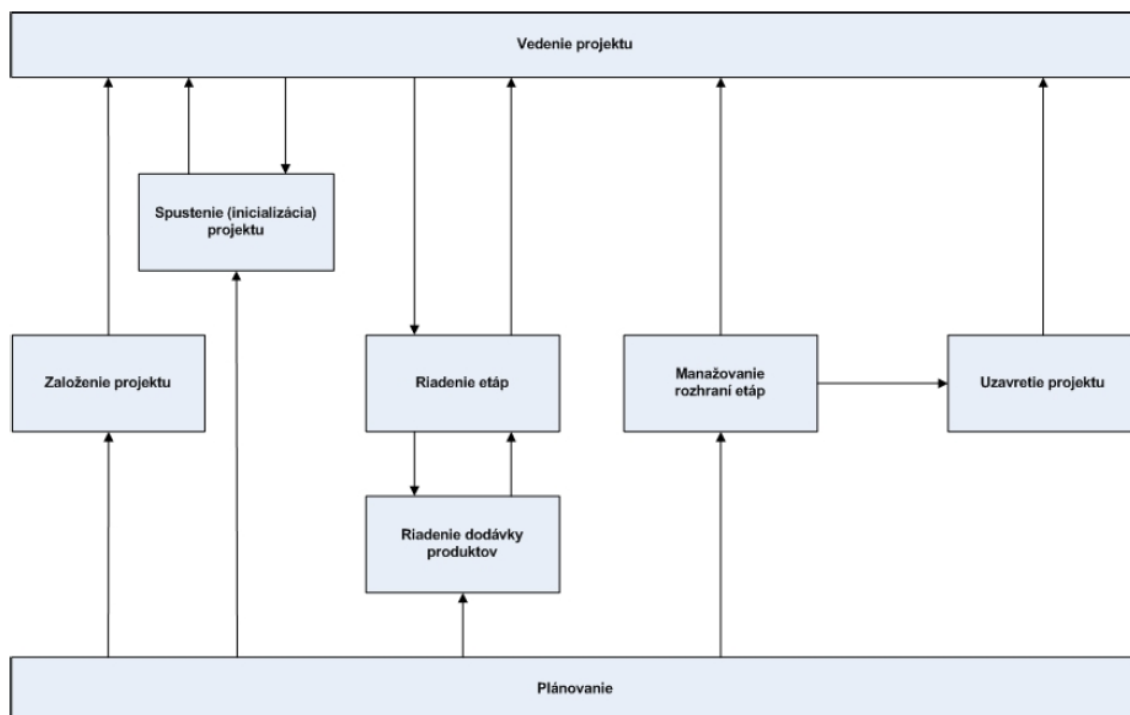 Vedenie projektu
Spustenie (inicializácia)
projektu
Založenie projektu
Riadenie etáp
Manažovanie
rozhraní etáp
Uzavretie projektu
Riadenie dodávky
produktov
Plánovanie